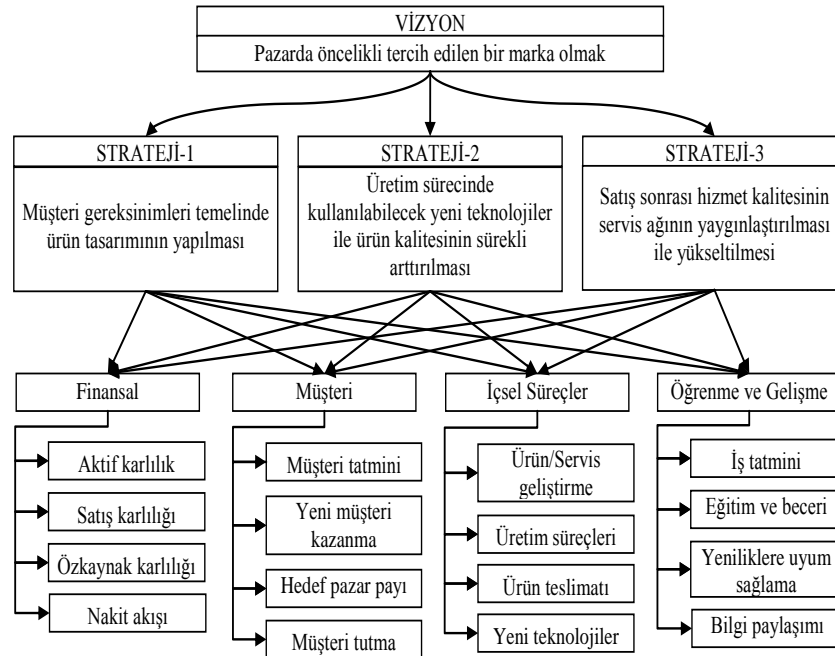 VİZYON
Pazarda öncelikli tercih edilen bir marka olmak
STRATEJİ-1
Müşteri gereksinimleri temelinde
ürün tasarımının yapılması
STRATEJİ-2
Üretim sürecinde
kullanılabilecek yeni teknolojiler
ile ürün kalitesinin sürekli
arttırılması
STRATEJİ-3
Satış sonrası hizmet kalitesinin
servis ağının yaygınlaştırılması
ile yükseltilmesi
Finansal
Aktif karlılık
Satış karlılığı
Özkaynak karlılığı
Nakit akışı
Müşteri
Müşteri tatmini
Yeni müşteri
kazanma
Hedef pazar payı
Müşteri tutma
İçsel Süreçler
Ürün/Servis
geliştirme
Üretim süreçleri
Ürün teslimatı
Yeni teknolojiler
Öğrenme ve Gelişme
İş tatmini
Eğitim ve beceri
Yeniliklere uyum
sağlama
Bilgi paylaşımı